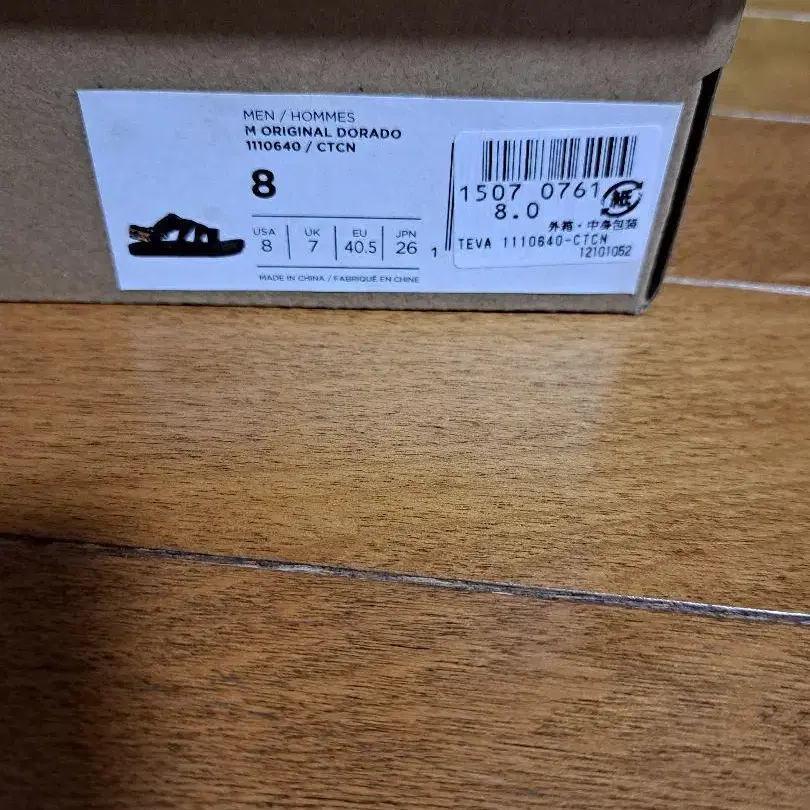 MEN / HOMMES
M ORIGINAL DORADO
1110640 / CTCN
8
USA UK EU JPN
8 7 40.5 26
MADE IN CHINA / FABRIQUÉ EN CHINE
1
1507 0761
8.0
紙
外箱・中身包装
TEVA 1110640-CTCN
12101052